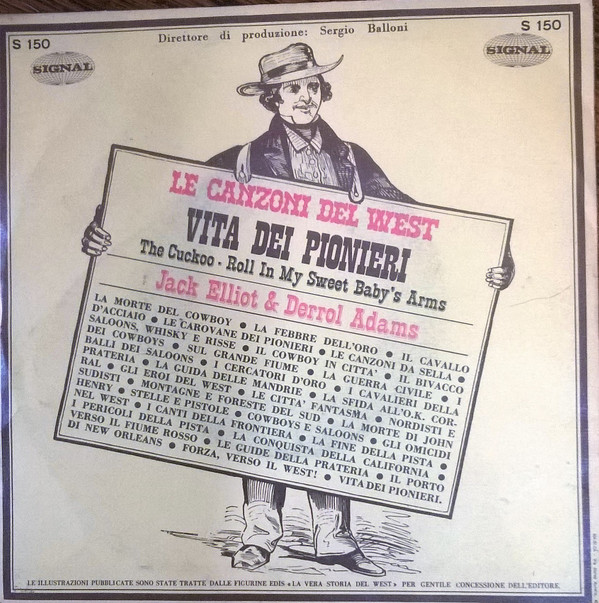 S 150
Direttore di produzione: Sergio Balloni
S 150
SIGNAL
SIGNAL
LE CANZONI DEL WEST
VITA DEI PIONIERI
The Cuckoo - Roll In My Sweet Baby's Arms
Jack Elliot & Derrol Adams
LA MORTE DEL COWBOY • LA FEBBRE DELL'ORO • IL CAVALLO
D'ACCIAIO • LE CAROVANE DEI PIONIERI • LE CANZONI DA SELLA •
SALOONS, WHISKY E RISSE • IL COWBOY IN CITTA' • IL BIVACCO
DEI COWBOYS • SUL GRANDE FIUME • LA GUERRA CIVILE • I
BALLI DEI SALOONS • I CERCATORI D'ORO • I CAVALIERI DELLA
PRATERIA • LA GUIDA DELLE MANDRIE • LA SFIDA ALL'O.K. COR-
RAL • GLI EROI DEL WEST • LE CITTA' FANTASMA • NORDISTI E
SUDISTI • MONTAGNE E FORESTE DEL SUD • LA MORTE DI JOHN
HENRY • STELLE E PISTOLE • COWBOYS E SALOONS • GLI OMICIDI
NEL WEST • I CANTI DELLA FRONTIERA • LA FINE DELLA PISTA •
I PERICOLI DELLA PISTA • LA CONQUISTA DELLA CALIFORNIA •
VERSO IL FIUME ROSSO • LE GUIDE DELLA PRATERIA • IL PORTO
DI NEW ORLEANS • FORZA, VERSO IL WEST! • VITA DEI PIONIERI.
LE ILLUSTRAZIONI PUBBLICATE SONO STATE TRATTE DALLE FIGURINE EDIS «LA VERA STORIA DEL WEST» PER GENTILE CONCESSIONE DELL'EDITORE.